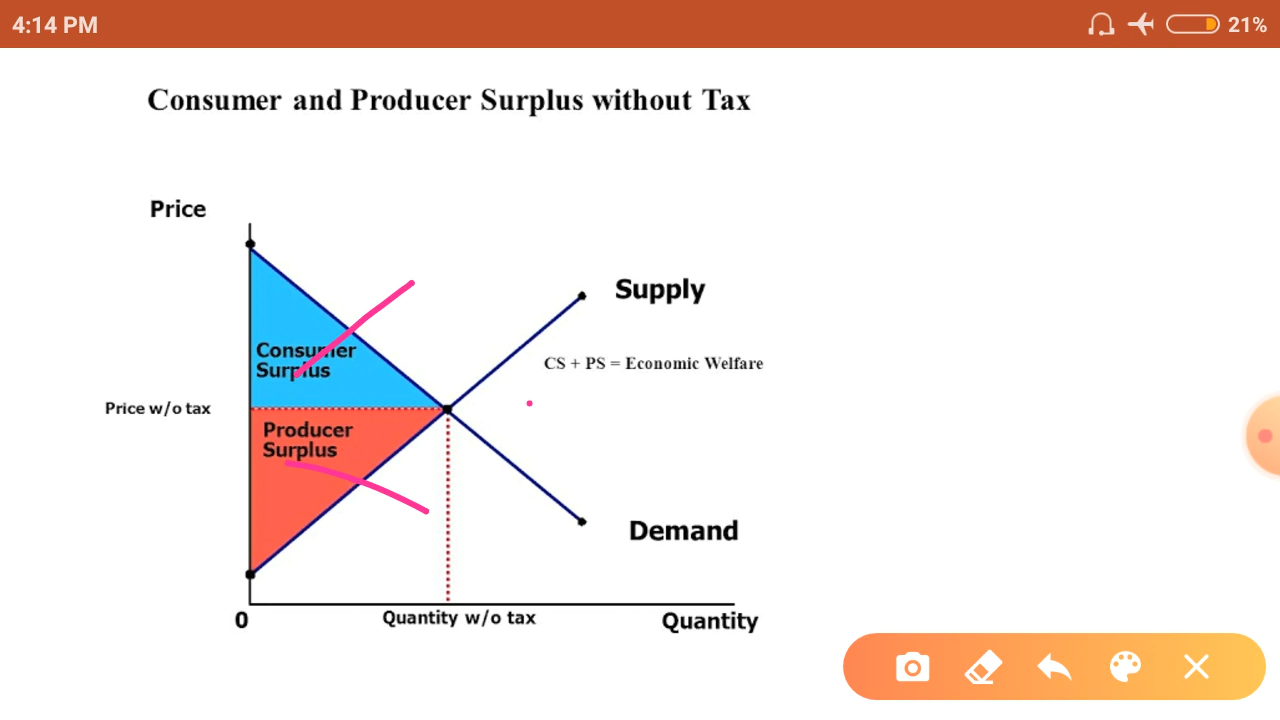 4:14 PM
21%
Consumer and Producer Surplus without Tax
Price
Supply
Consumer
Surplus
CS + PS = Economic Welfare
Price w/o tax
Producer
Surplus
Demand
0
Quantity w/o tax
Quantity